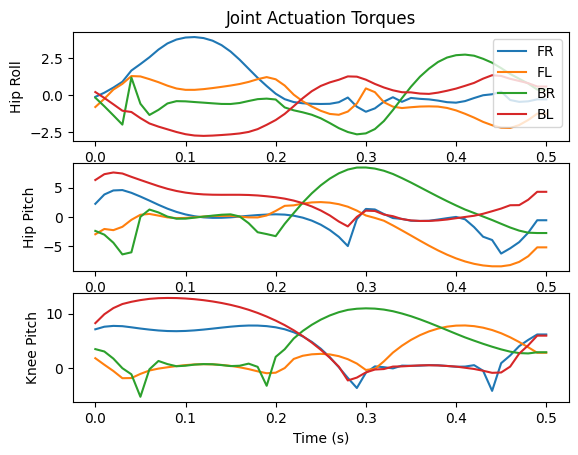 Joint Actuation Torques
Hip Roll
2.5
0.0
−2.5
FR
FL
BR
BL
0.0 0.1 0.2 0.3 0.4 0.5
Hip Pitch
5
0
−5
0.0 0.1 0.2 0.3 0.4 0.5
Knee Pitch
10
0
0.0 0.1 0.2 0.3 0.4 0.5
Time (s)